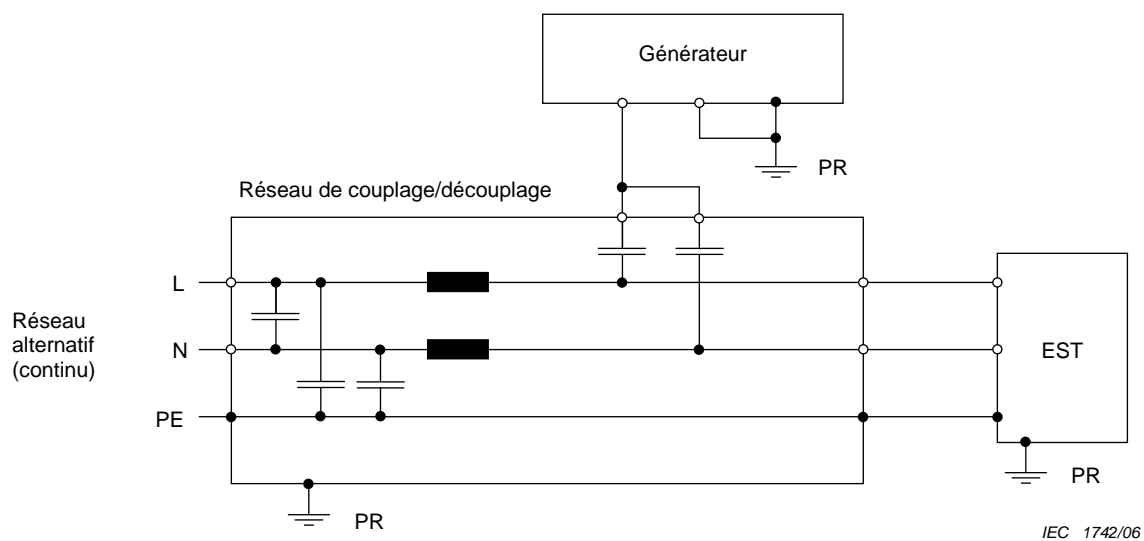 Générateur
PR
Réseau de couplage/découplage
L
Réseau
alternatif
(continu)
N
EST
PE
PR
PR
IEC 1742/06